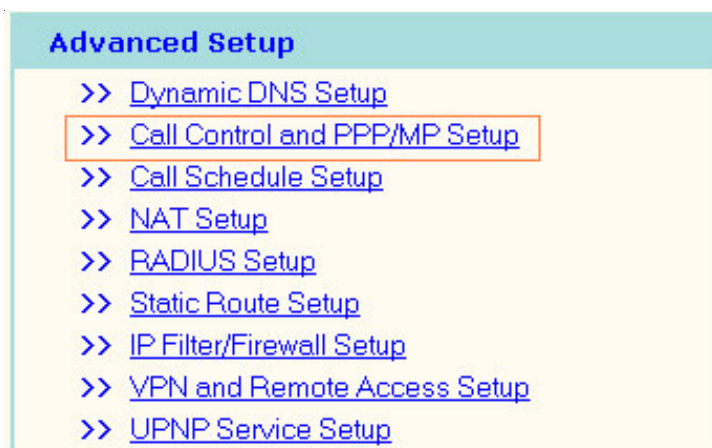 Advanced Setup
>> Dynamic DNS Setup
>> Call Control and PPP/MP Setup
>> Call Schedule Setup
>> NAT Setup
>> RADIUS Setup
>> Static Route Setup
>> IP Filter/Firewall Setup
>> VPN and Remote Access Setup
>> UPNP Service Setup